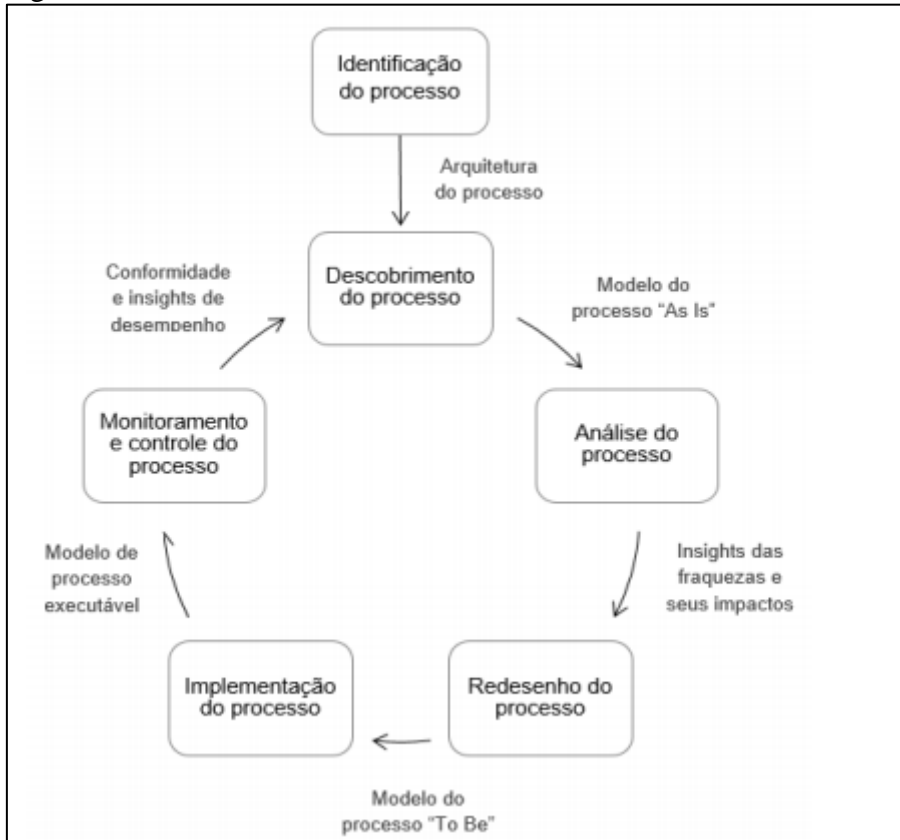 Identificação
do processo
Arquitetura
do processo
Descobrimento
do processo
Conformidade
e insights de
desempenho
Modelo do
processo “As Is”
Monitoramento
e controle do
processo
Análise do
processo
Modelo de
processo
executável
Insights das
fraquezas e
seus impactos
Implementação
do processo
Redesenho do
processo
Modelo do
processo “To Be”